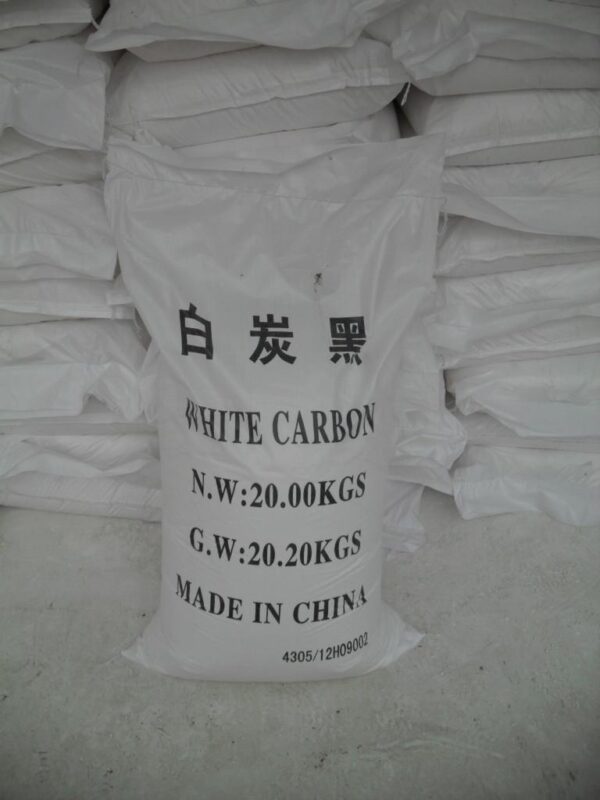 白炭黑
WHITE CARBON
N.W:20.00KGS
G.W:20.20KGS
MADE IN CHINA
4305/12H09002